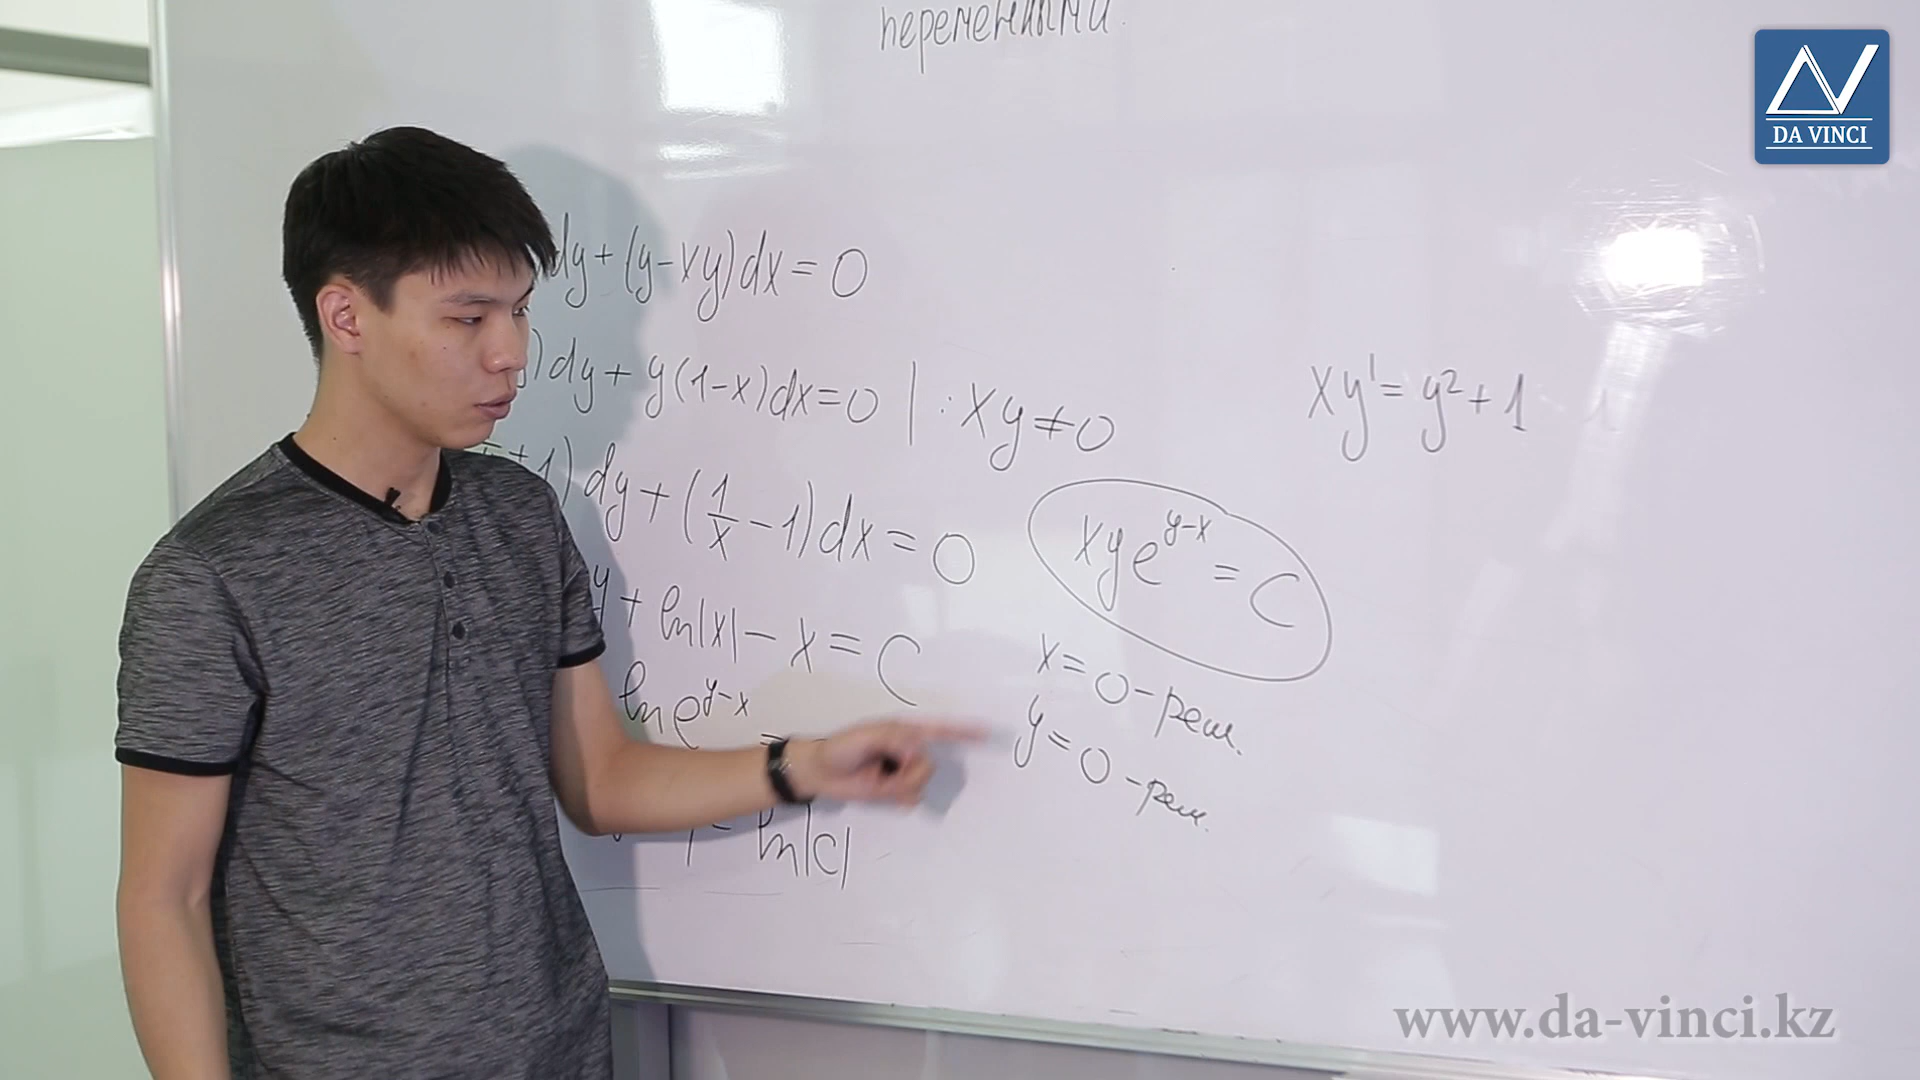 переменными.
DA VINCI
dy + (y - xy)dx = 0
)dy + y(1-x)dx = 0 | : xy ≠ 0
+1)dy + (1/x - 1)dx = 0
y + ln|x| - x = C
ln e^{y-x} =
= ln|C|
xye^{y-x} = C
x = 0 - реш.
y = 0 - реш.
xy' = y² + 1
www.da-vinci.kz